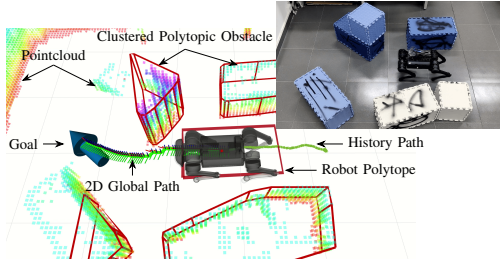 Clustered Polytopic Obstacle
Pointcloud
Goal
History Path
Robot Polytope
2D Global Path